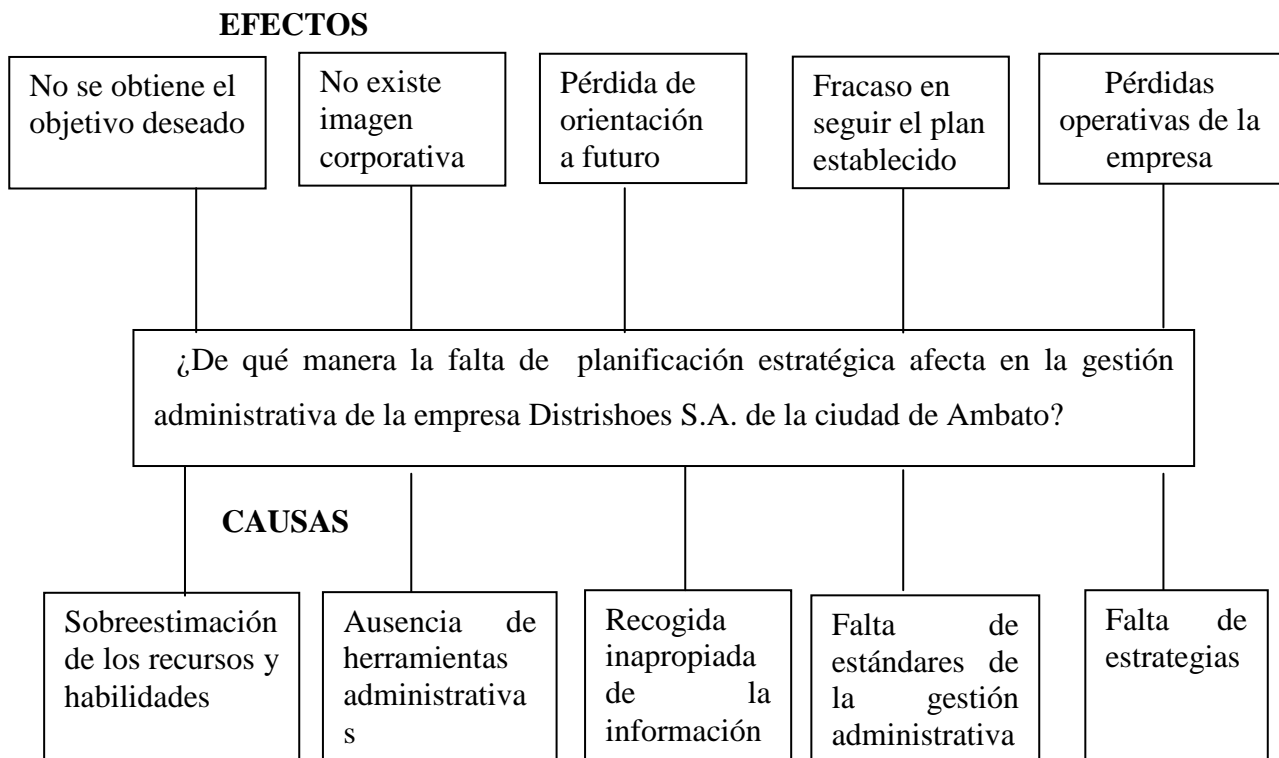 EFECTOS
No se obtiene el
objetivo deseado
No existe
imagen
corporativa
Pérdida de
orientación
a futuro
Fracaso en
seguir el plan
establecido
Pérdidas
operativas de la
empresa
¿De qué manera la falta de planificación estratégica afecta en la gestión
administrativa de la empresa Distrishoes S.A. de la ciudad de Ambato?
CAUSAS
Sobreestimación
de los recursos y
habilidades
Ausencia de
herramientas
administrativa
s
Recogida
inapropiada
de la
información
Falta de
estándares de
la gestión
administrativa
Falta de
estrategias